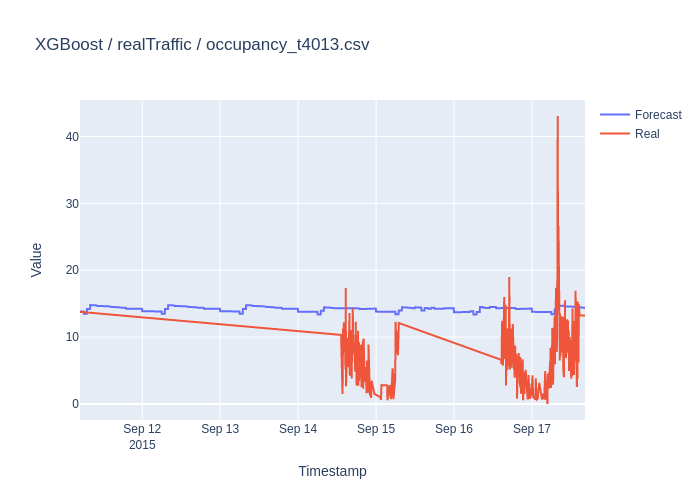 XGBoost / realTraffic / occupancy_t4013.csv
Forecast
Real
40
30
20
10
0
Value
Sep 12
2015
Sep 13
Sep 14
Sep 15
Sep 16
Sep 17
Timestamp